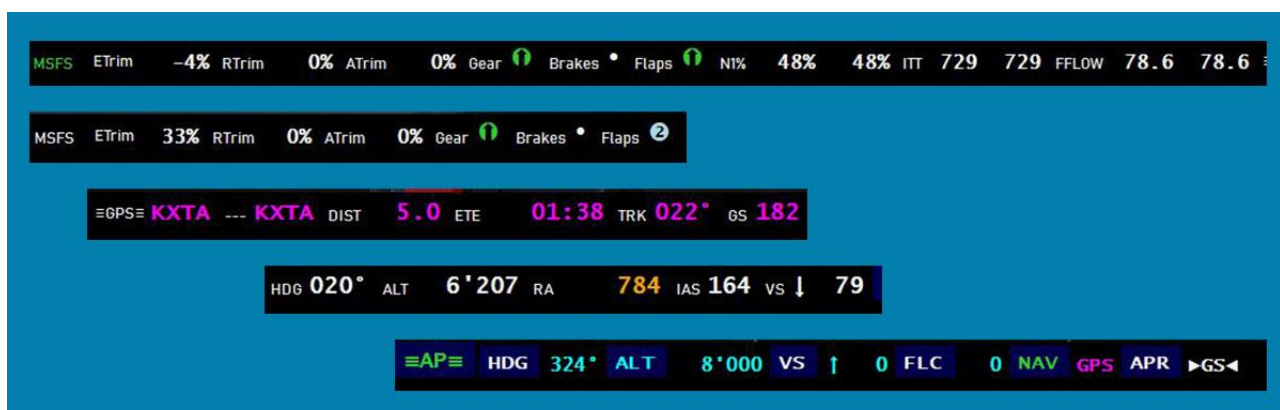 MSFS ETrim -4% RTrim 0% ATrim 0% Gear Brakes • Flaps N1% 48% 48% ITT 729 729 FFLOW 78.6 78.6
MSFS ETrim 33% RTrim 0% ATrim 0% Gear Brakes • Flaps 2
≡GPS≡ KXTA --- KXTA DIST 5.0 ETE 01:38 TRK 022° GS 182
HDG 020° ALT 6'207 RA 784 IAS 164 VS ↓ 79
≡AP≡ HDG 324° ALT 8'000 VS ↑ 0 FLC 0 NAV GPS APR ►GS◄